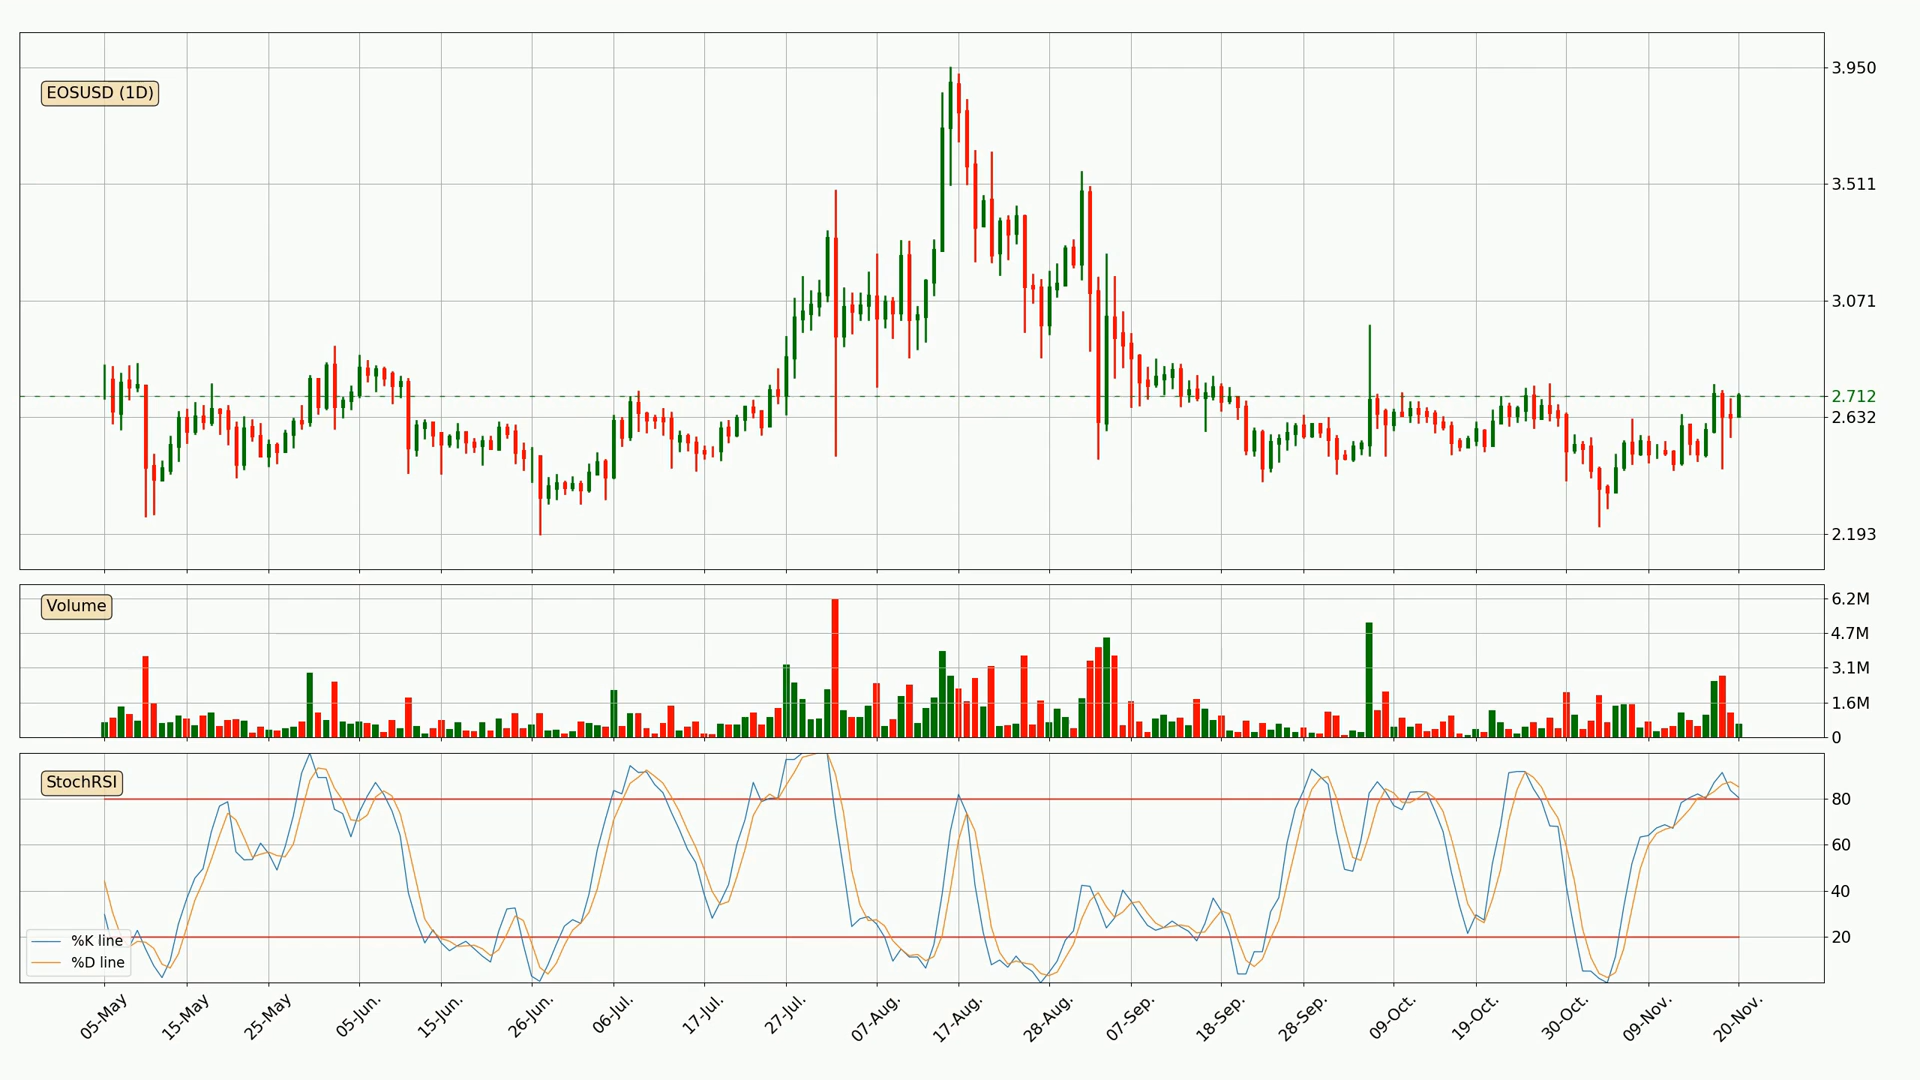 EOSUSD (1D)
3.950
3.511
3.071
2.712
2.632
2.193
Volume
6.2M
4.7M
3.1M
1.6M
0
StochRSI
80
60
40
20
%K line
%D line
05-May
15-May
25-May
05-Jun.
15-Jun.
26-Jun.
06-Jul.
17-Jul.
27-Jul.
07-Aug.
17-Aug.
28-Aug.
07-Sep.
18-Sep.
28-Sep.
09-Oct.
19-Oct.
30-Oct.
09-Nov.
20-Nov.